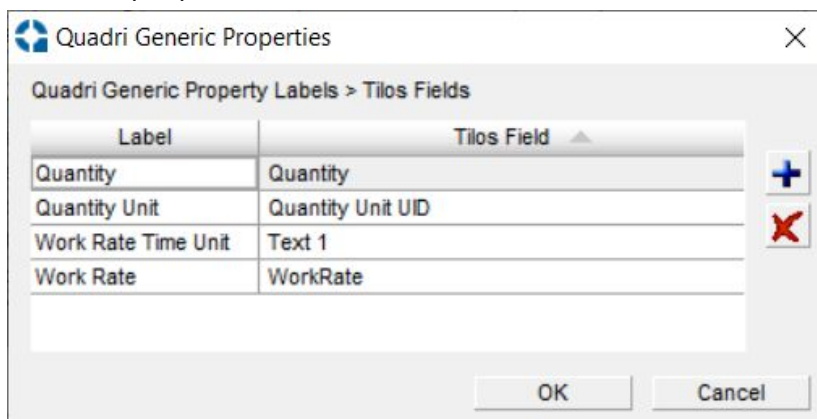 Quadri Generic Properties
Quadri Generic Property Labels > Tilos Fields
Label Tilos Field
Quantity Quantity
Quantity Unit Quantity Unit UID
Work Rate Time Unit Text 1
Work Rate WorkRate
OK Cancel